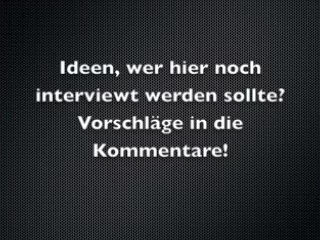 Ideen, wer hier noch
interviewt werden sollte?
Vorschläge in die
Kommentare!